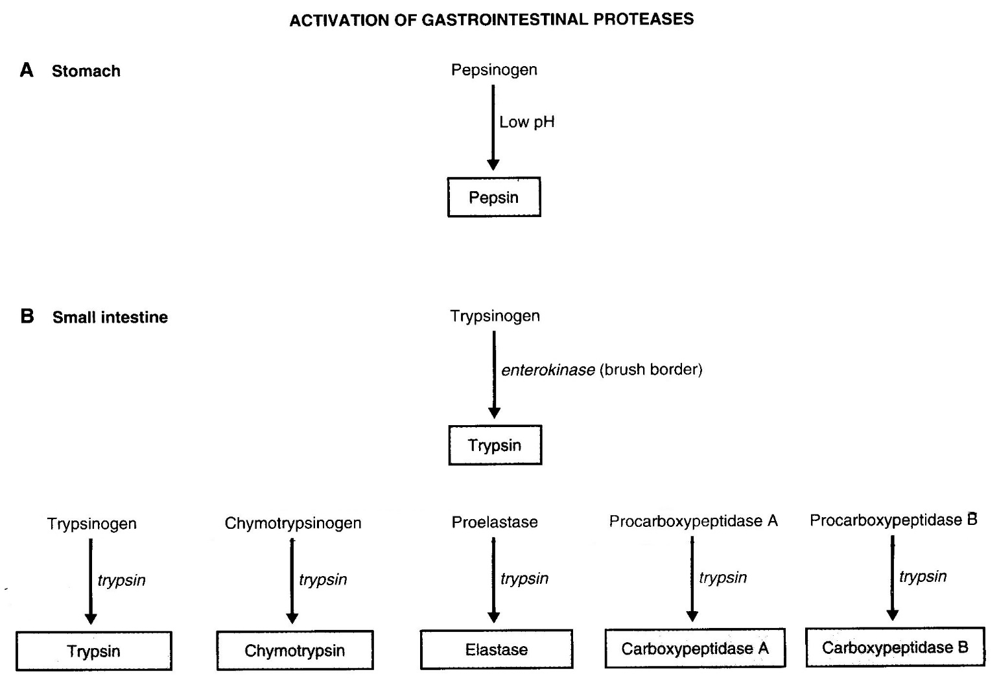 ACTIVATION OF GASTROINTESTINAL PROTEASES
A Stomach
Pepsinogen
Low pH
Pepsin
B Small intestine
Trypsinogen
enterokinase (brush border)
Trypsin
Trypsinogen Chymotrypsinogen Proelastase Procarboxypeptidase A Procarboxypeptidase B
trypsin trypsin trypsin trypsin trypsin
Trypsin Chymotrypsin Elastase Carboxypeptidase A Carboxypeptidase B